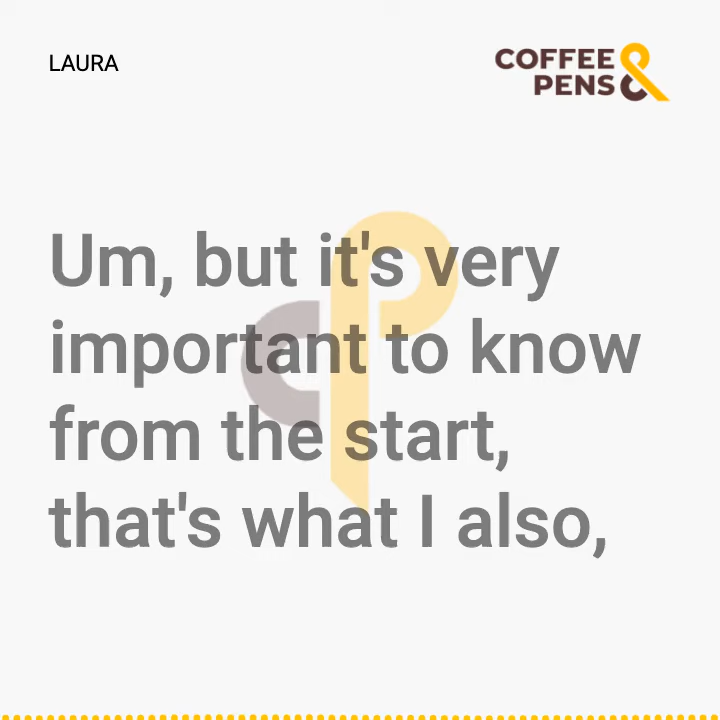 LAURA
COFFEE &
PENS
Um, but it's very
important to know
from the start,
that's what I also,